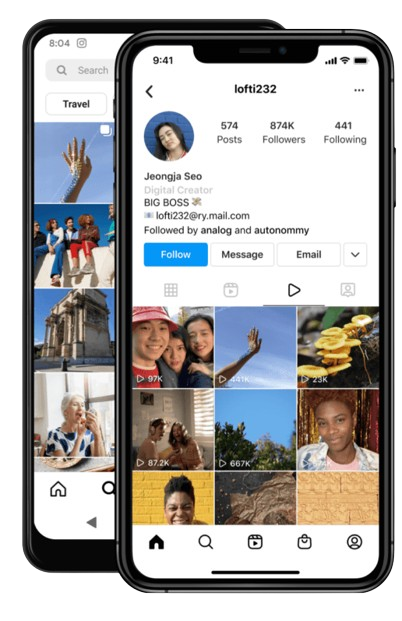 8:04
Search
Travel
9:41
lofti232
574 874K 441
Posts Followers Following
Jeongja Seo
Digital Creator
BIG BOSS
lofti232@ry.mail.com
Followed by analog and autonommy
Follow Message Email
97K 441K 23K
87.2K 667K